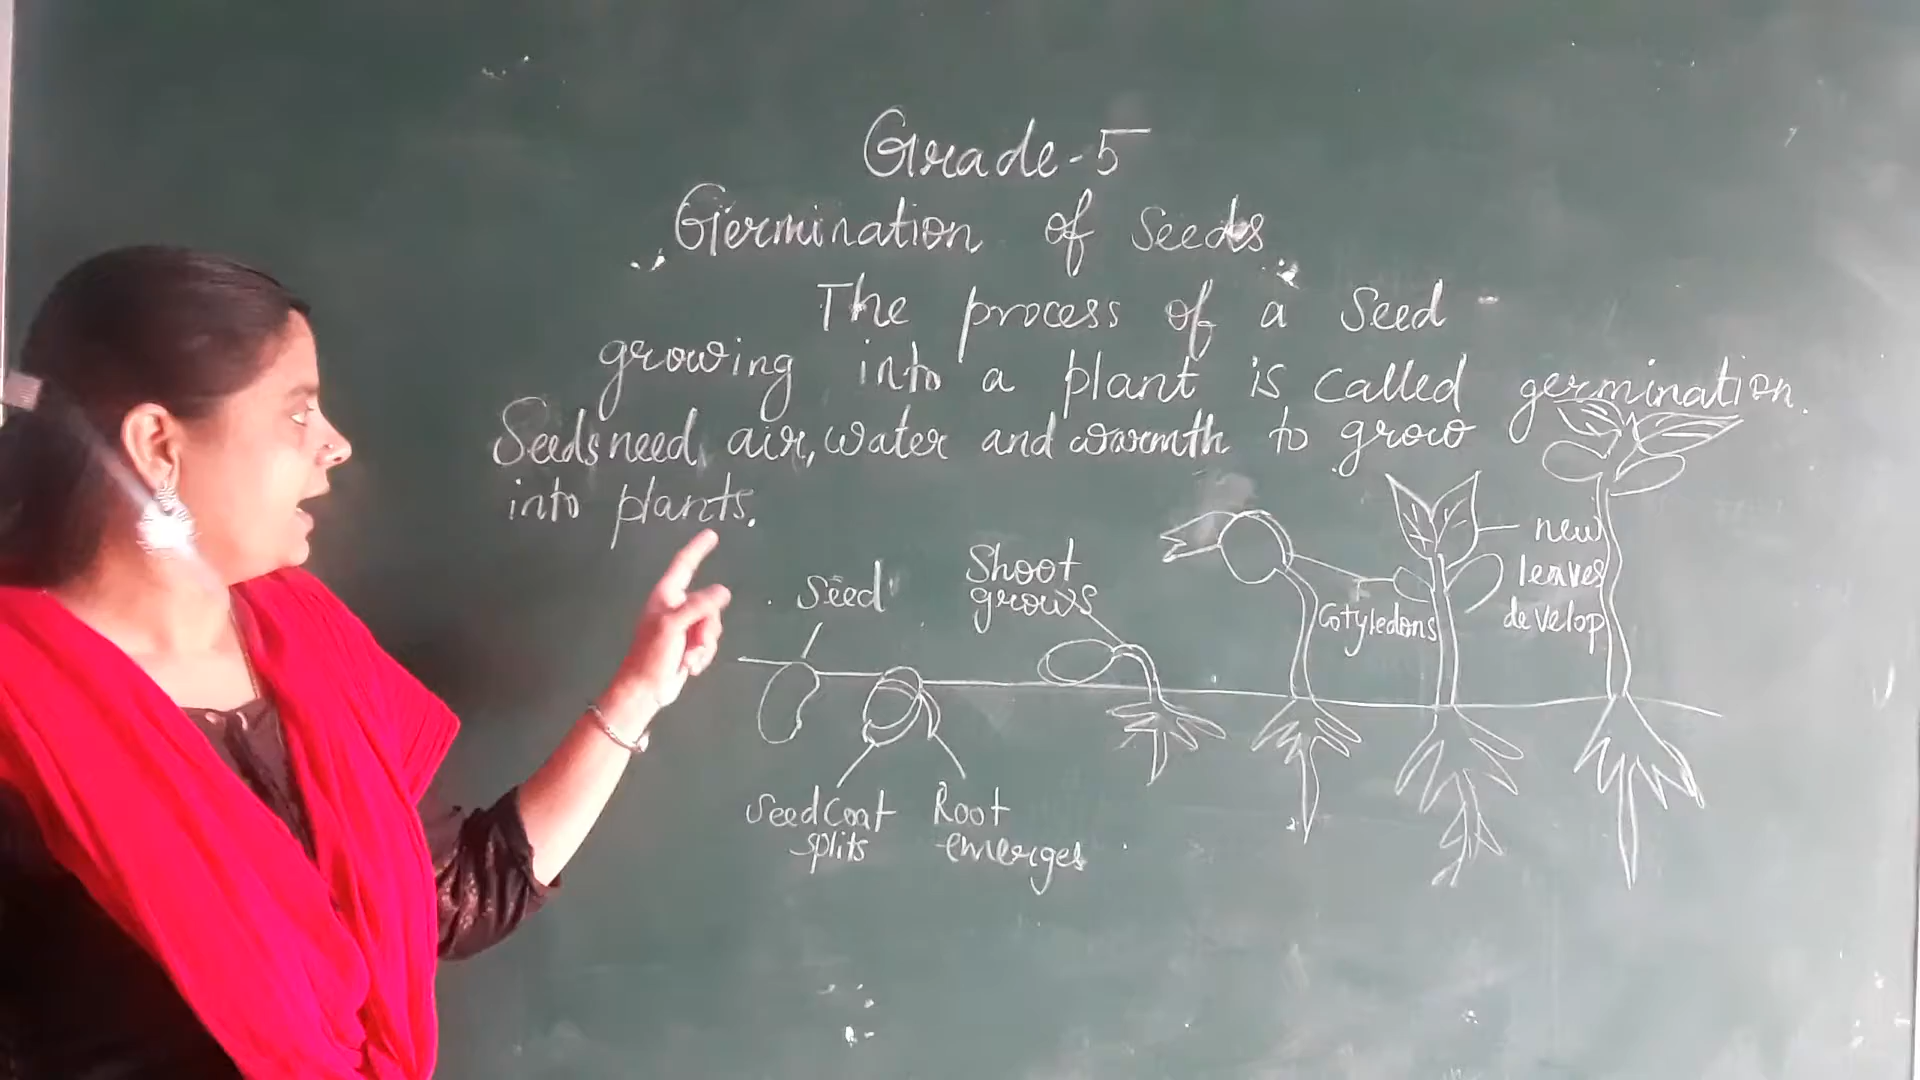 Grade-5
Germination of Seeds
The process of a Seed
growing into a plant is called germination.
Seeds need air, water and warmth to grow
into plants.
Seed
Shoot
grows
Cotyledons
new
leaves
develop
Seed Coat
splits
Root
emerges